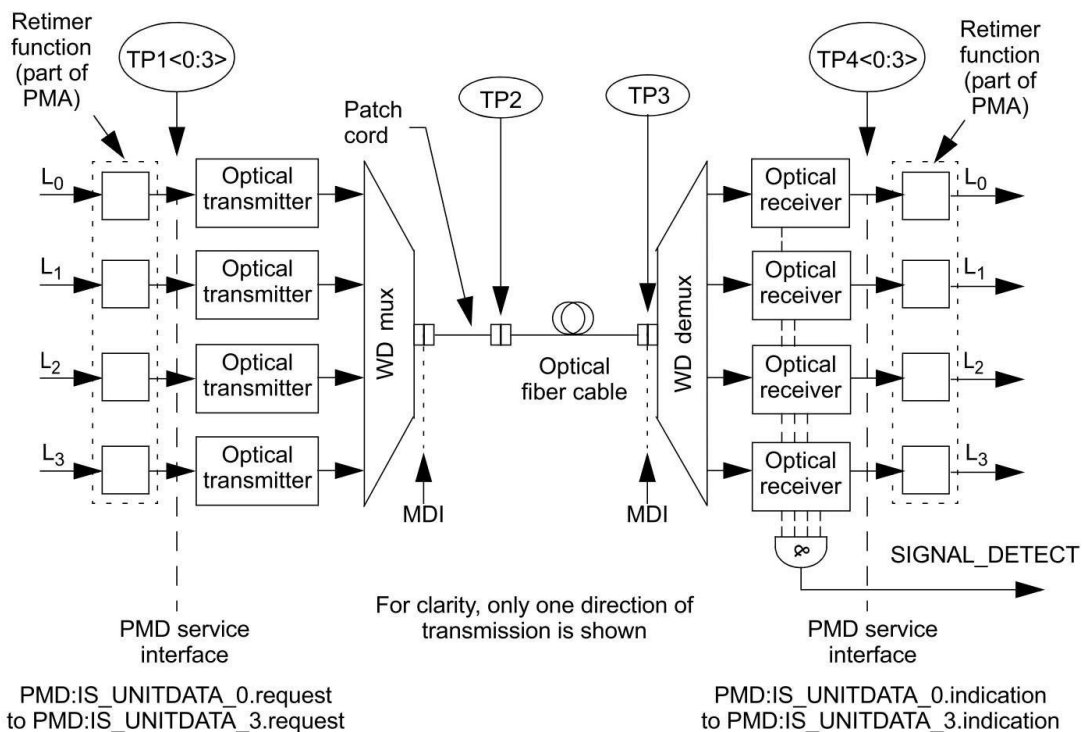 Retimer
function
(part of
PMA)
TP1<0:3>
Patch
cord
TP2
TP3
TP4<0:3>
Retimer
function
(part of
PMA)
L0
Optical
transmitter
L1
Optical
transmitter
L2
Optical
transmitter
L3
Optical
transmitter
WD mux
MDI
Optical
fiber cable
MDI
WD demux
Optical
receiver
L0
Optical
receiver
L1
Optical
receiver
L2
Optical
receiver
L3
&
SIGNAL_DETECT
For clarity, only one direction of
transmission is shown
PMD service
interface
PMD:IS_UNITDATA_0.request
to PMD:IS_UNITDATA_3.request
PMD service
interface
PMD:IS_UNITDATA_0.indication
to PMD:IS_UNITDATA_3.indication